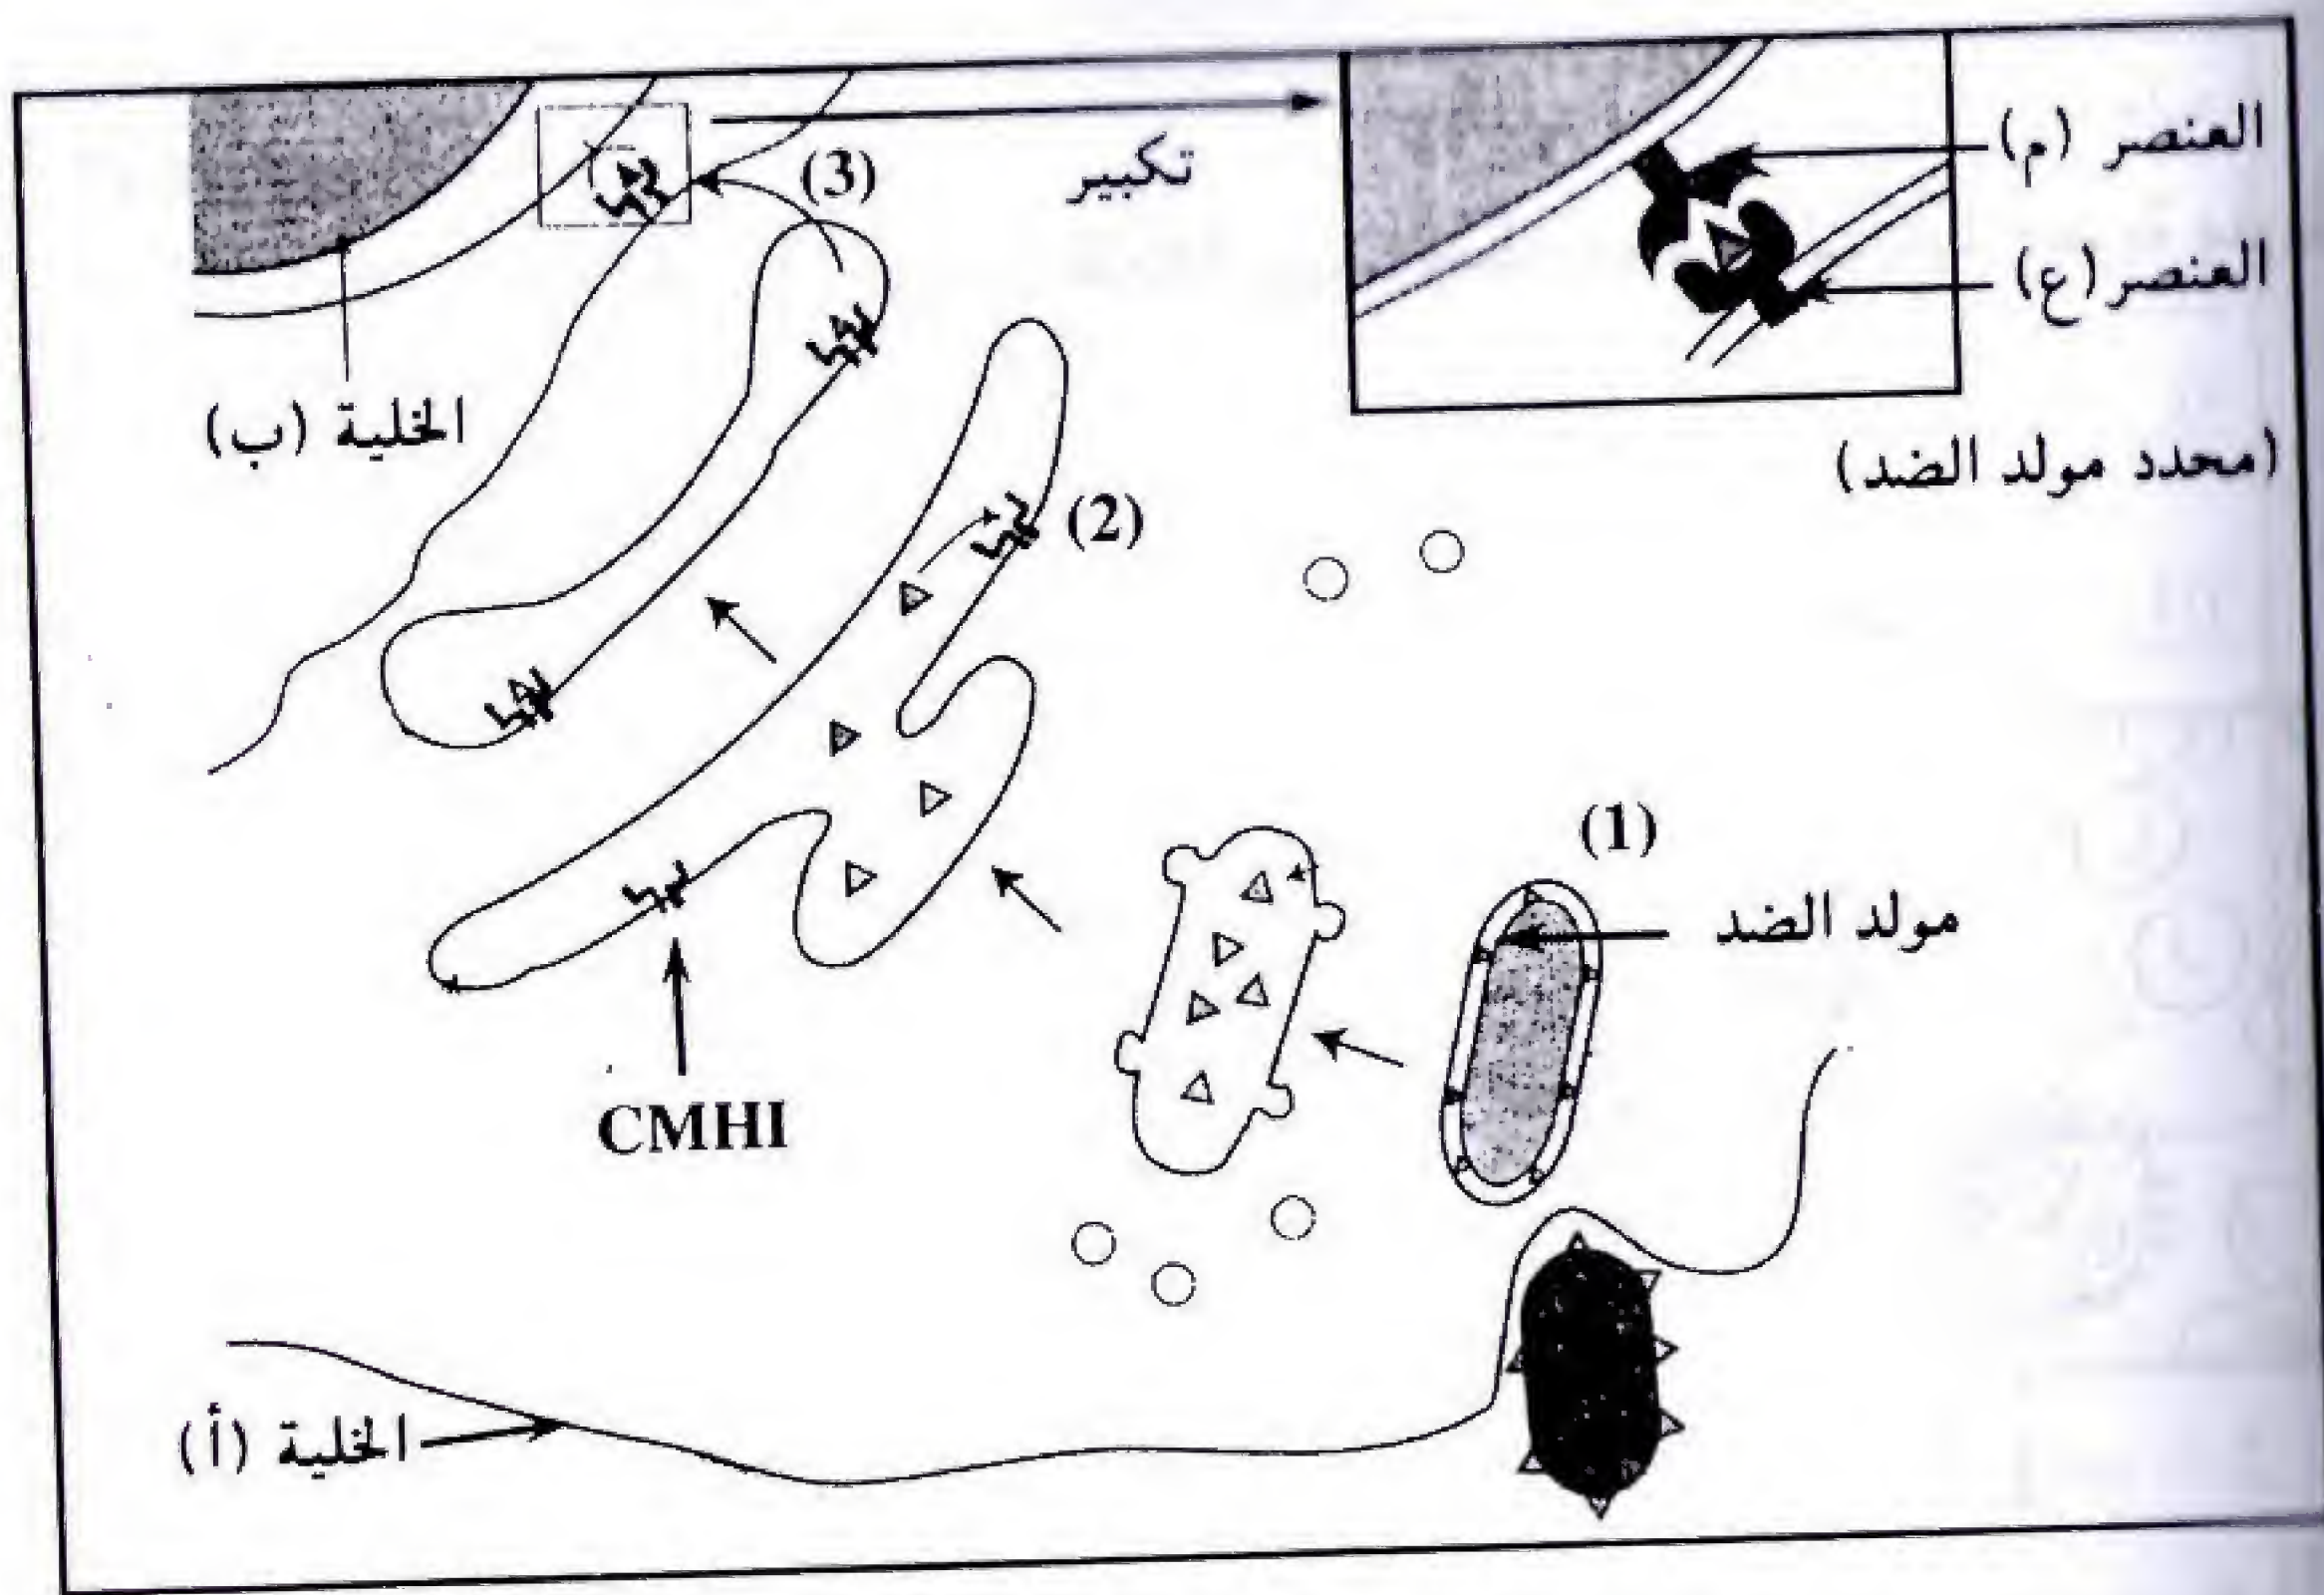 العنصر (م)
(3)
تكبير
العنصر (ع)
الخلية (ب)
(محدد مولد الضد)
(2)
(1)
مولد الضد
CMHI
الخلية (أ)